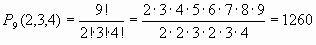 P₉(2,3,4) = 9! / 2!·3!·4! = 2·3·4·5·6·7·8·9 / 2·2·3·2·3·4 = 1260